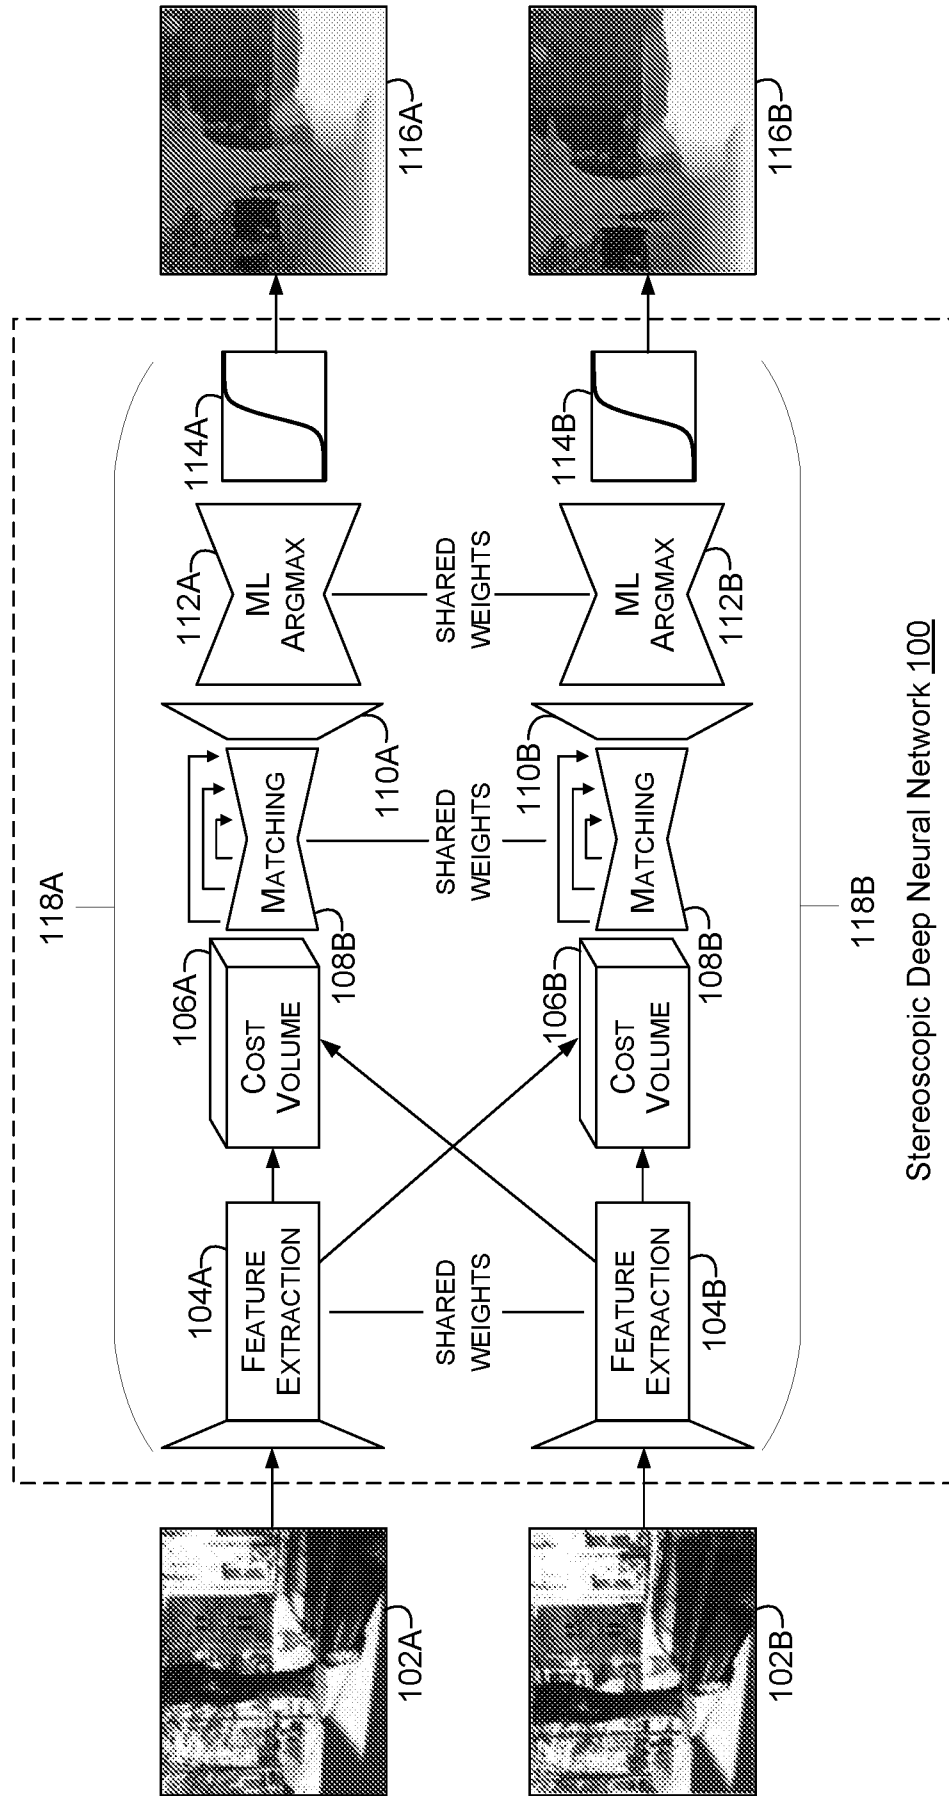 118A
102A
104A
FEATURE
EXTRACTION
106A
COST
VOLUME
108B
MATCHING
110A
112A
ML
ARGMAX
114A
116A
SHARED
WEIGHTS
SHARED
WEIGHTS
SHARED
WEIGHTS
102B
FEATURE
EXTRACTION
104B
106B
COST
VOLUME
108B
MATCHING
110B
ML
ARGMAX
112B
114B
116B
118B
Stereoscopic Deep Neural Network 100